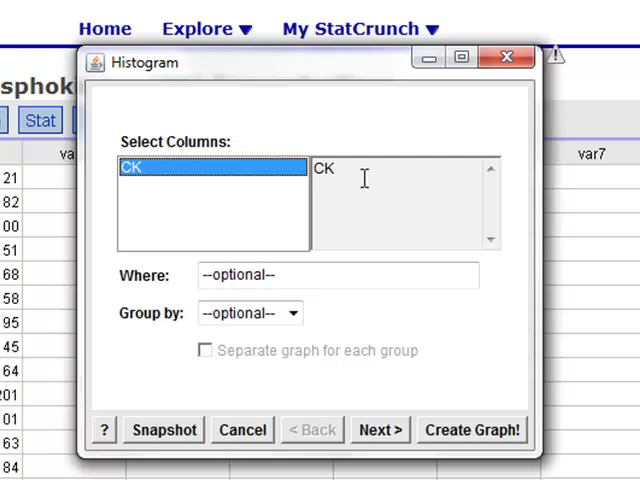 Home Explore My StatCrunch
Histogram
Stat
var7
Select Columns:
CK CK
Where: --optional--
Group by: --optional--
Separate graph for each group
? Snapshot Cancel < Back Next > Create Graph!
21
82
00
51
68
58
95
45
64
201
01
63
84